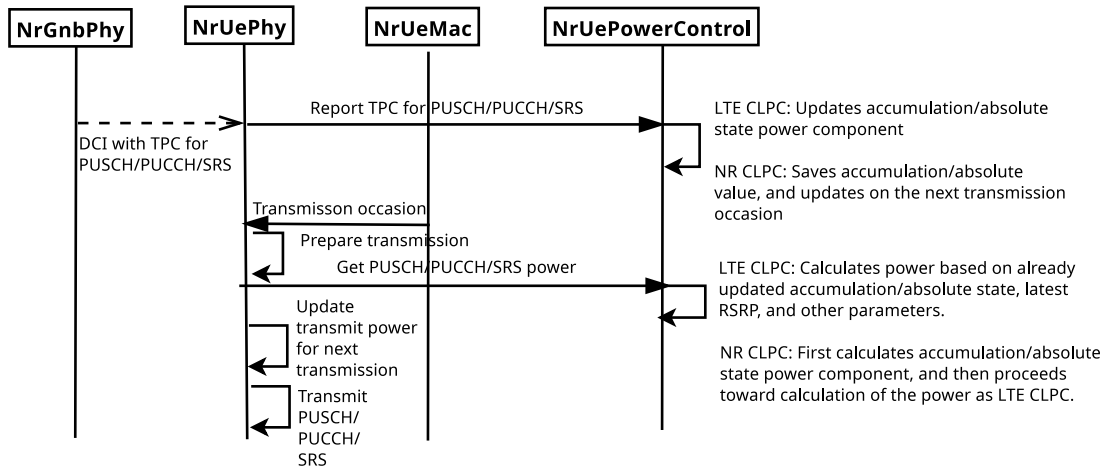 NrGnbPhy
NrUePhy
NrUeMac
NrUePowerControl
Report TPC for PUSCH/PUCCH/SRS
DCI with TPC for
PUSCH/PUCCH/SRS
LTE CLPC: Updates accumulation/absolute
state power component
NR CLPC: Saves accumulation/absolute
value, and updates on the next transmission
occasion
Transmisson occasion
Prepare transmission
Get PUSCH/PUCCH/SRS power
LTE CLPC: Calculates power based on already
updated accumulation/absolute state, latest
RSRP, and other parameters.
Update
transmit power
for next
transmission
NR CLPC: First calculates accumulation/absolute
state power component, and then proceeds
toward calculation of the power as LTE CLPC.
Transmit
PUSCH/
PUCCH/
SRS